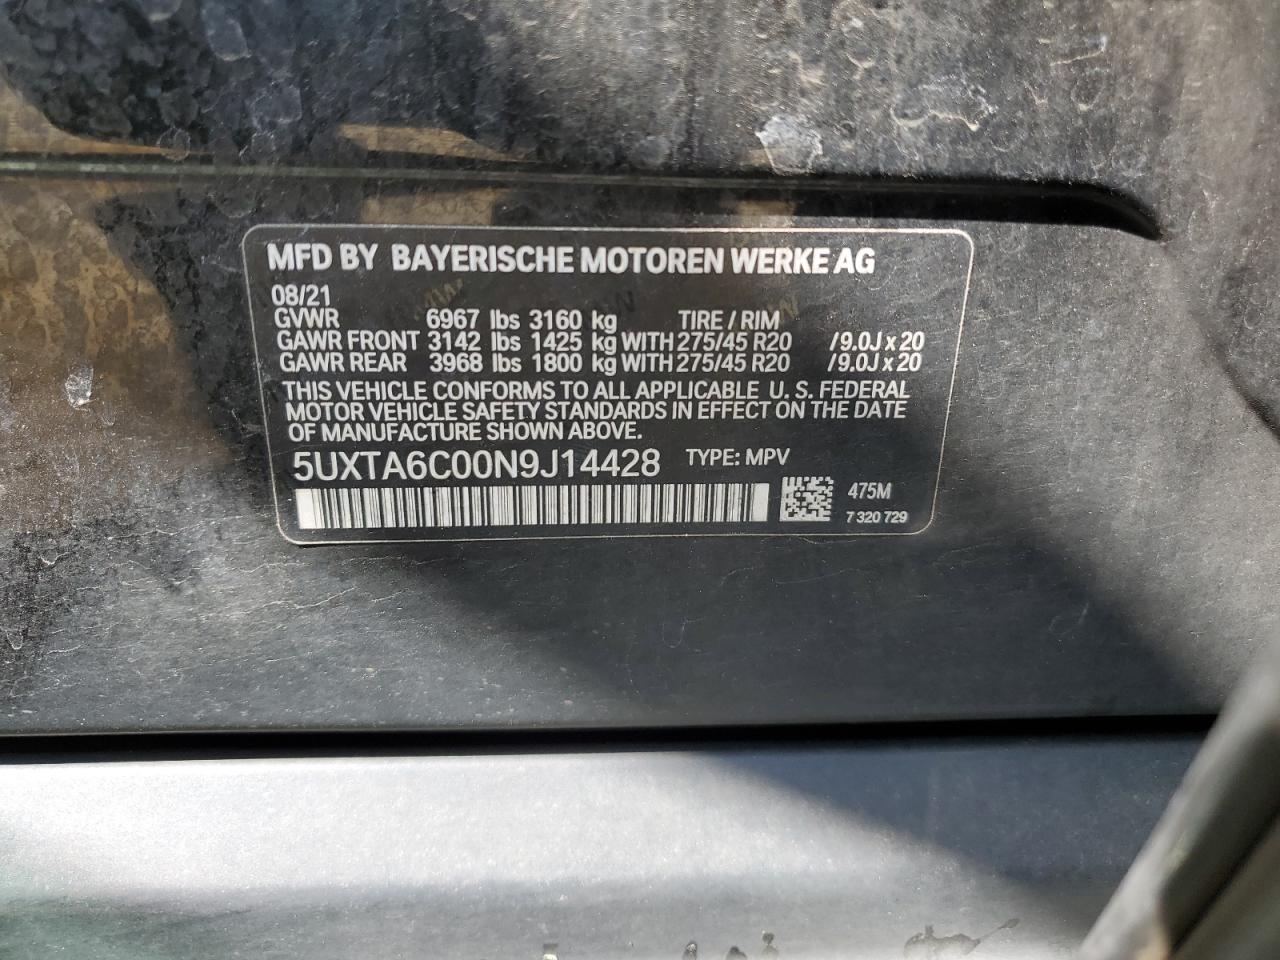 MFD BY BAYERISCHE MOTOREN WERKE AG
08/21
GVWR 6967 lbs 3160 kg TIRE / RIM
GAWR FRONT 3142 lbs 1425 kg WITH 275/45 R20 /9.0J x 20
GAWR REAR 3968 lbs 1800 kg WITH 275/45 R20 /9.0J x 20
THIS VEHICLE CONFORMS TO ALL APPLICABLE U. S. FEDERAL
MOTOR VEHICLE SAFETY STANDARDS IN EFFECT ON THE DATE
OF MANUFACTURE SHOWN ABOVE.
5UXTA6C00N9J14428 TYPE: MPV
475M
7 320 729